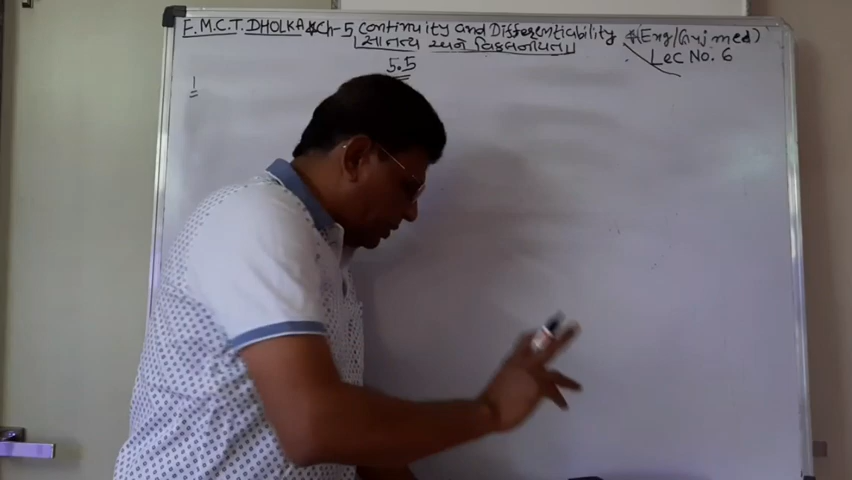 F.M.C.T. DHOLKA * Ch-5 Continuity and Differentiability *(Eng/Guj med)
સાતત્ય અને વિકલનીયતા
Lec No. 6
5.5
1